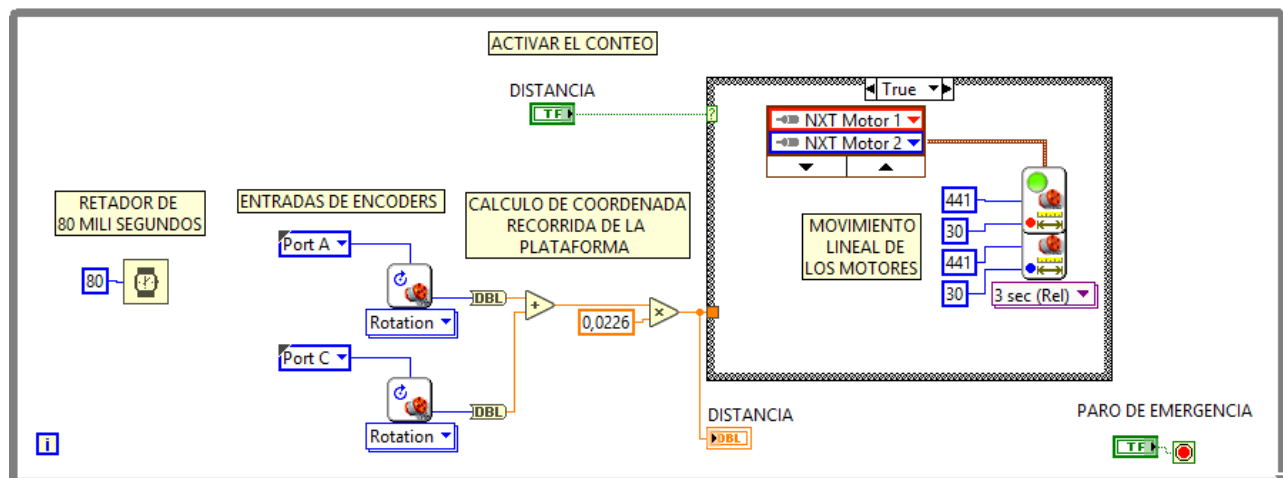 ACTIVAR EL CONTEO
DISTANCIA
TF
?
True
NXT Motor 1
NXT Motor 2
RETADOR DE
80 MILI SEGUNDOS
80
ENTRADAS DE ENCODERS
Port A
Rotation
DBL
Port C
Rotation
DBL
CALCULO DE COORDENADA
RECORRIDA DE LA
PLATAFORMA
+
0,0226
×
MOVIMIENTO
LINEAL DE
LOS MOTORES
441
30
441
30
3 sec (Rel)
DISTANCIA
DBL
PARO DE EMERGENCIA
TF
i